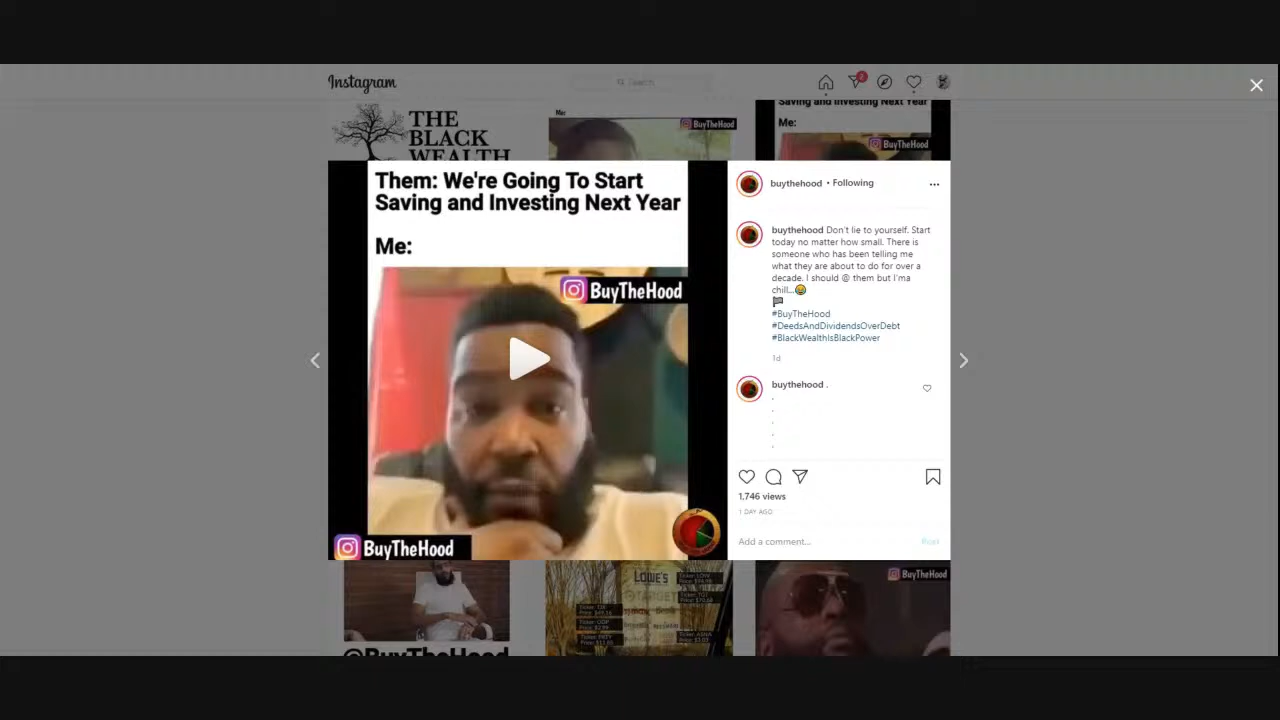 Instagram
Search
2
THE
BLACK
WEALTH
Me:
BuyTheHood
Saving and Investing Next Year
Me:
BuyTheHood
Them: We're Going To Start
Saving and Investing Next Year
Me:
BuyTheHood
BuyTheHood
buythehood • Following
buythehood Don't lie to yourself. Start
today no matter how small. There is
someone who has been telling me
what they are about to do for over a
decade. I should @ them but I'ma
chill...😂
#BuyTheHood
#DeedsAndDividendsOverDebt
#BlackWealthIsBlackPower
1d
buythehood .
.
.
.
.
.
1,746 views
1 DAY AGO
Add a comment...
Post
LOWE'S
TARGET
BuyTheHood
@BuyTheHood